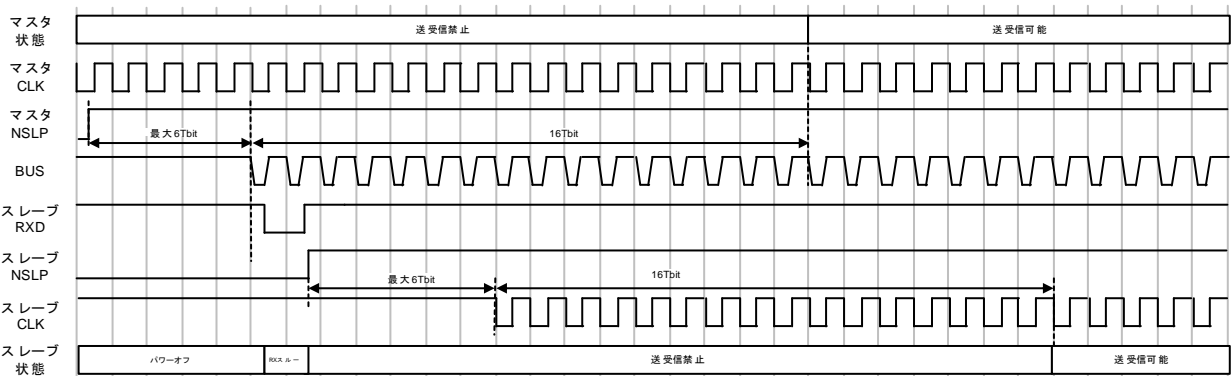 マスタ
状態
送受信禁止
送受信可能
マスタ
CLK
マスタ
NSLP
最大6Tbit
16Tbit
BUS
スレーブ
RXD
スレーブ
NSLP
最大6Tbit
16Tbit
スレーブ
CLK
スレーブ
状態
パワーオフ
RXスルー
送受信禁止
送受信可能